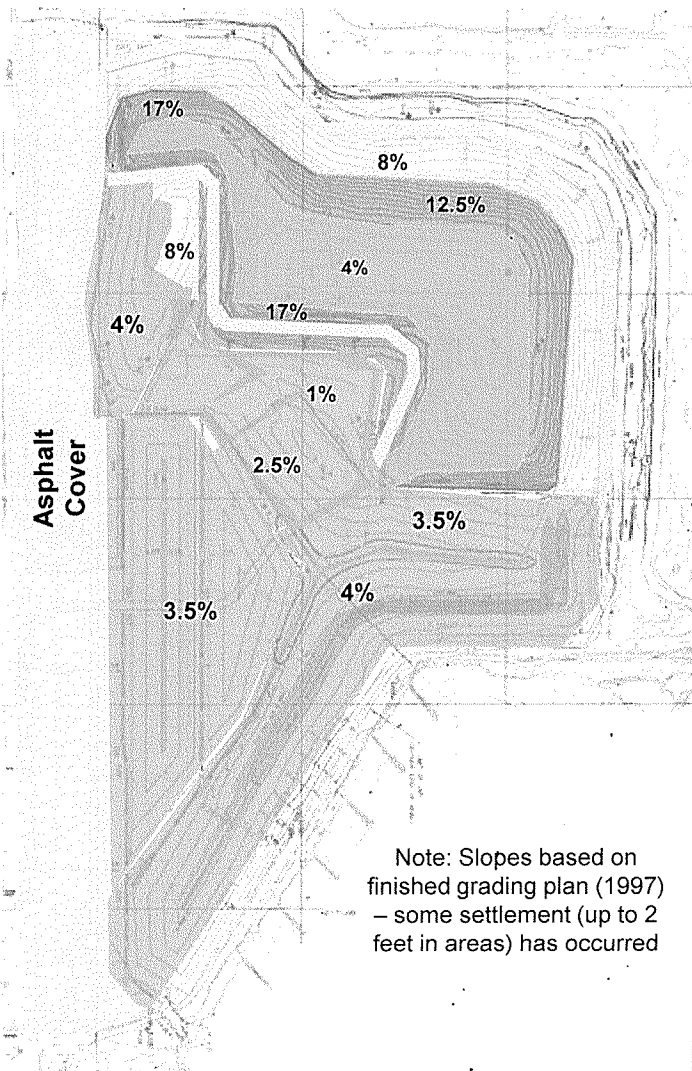 17%
8%
12.5%
8%
4%
17%
4%
1%
2.5%
3.5%
Asphalt
Cover
4%
3.5%
Note: Slopes based on
finished grading plan (1997)
– some settlement (up to 2
feet in areas) has occurred